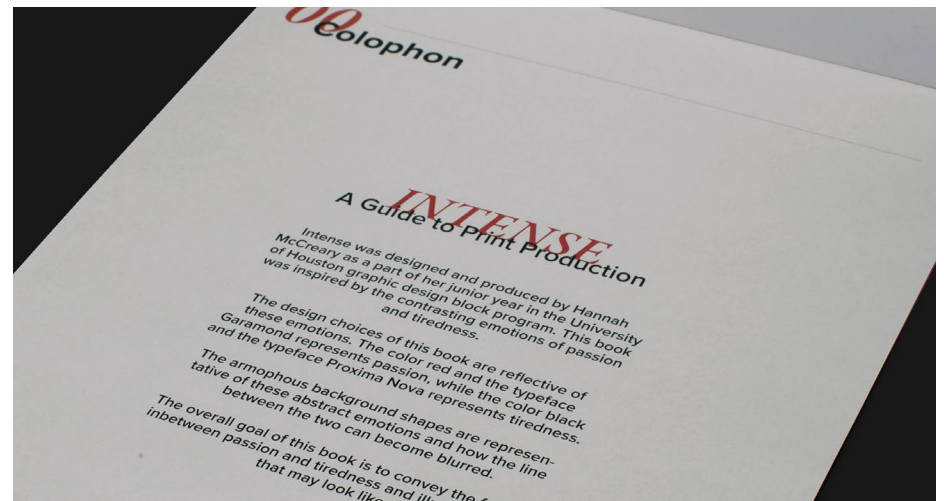 00
Colophon
INTENSE
A Guide to Print Production
Intense was designed and produced by Hannah
McCreary as a part of her junior year in the University
of Houston graphic design block program. This book
was inspired by the contrasting emotions of passion
and tiredness.
The design choices of this book are reflective of
these emotions. The color red and the typeface
Garamond represents passion, while the color black
and the typeface Proxima Nova represents tiredness.
The armophous background shapes are represen-
tative of these abstract emotions and how the line
between the two can become blurred.
The overall goal of this book is to convey the
inbetween passion and tiredness and
that may look like